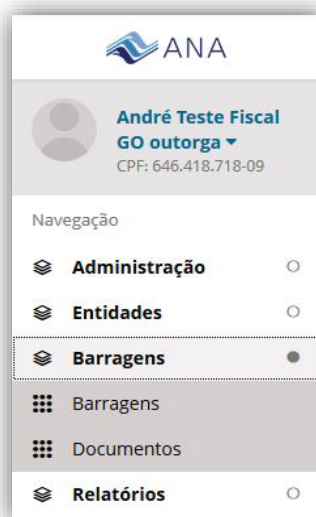 ANA
André Teste Fiscal
GO outorga
CPF: 646.418.718-09
Navegação
Administração
Entidades
Barragens
Barragens
Documentos
Relatórios